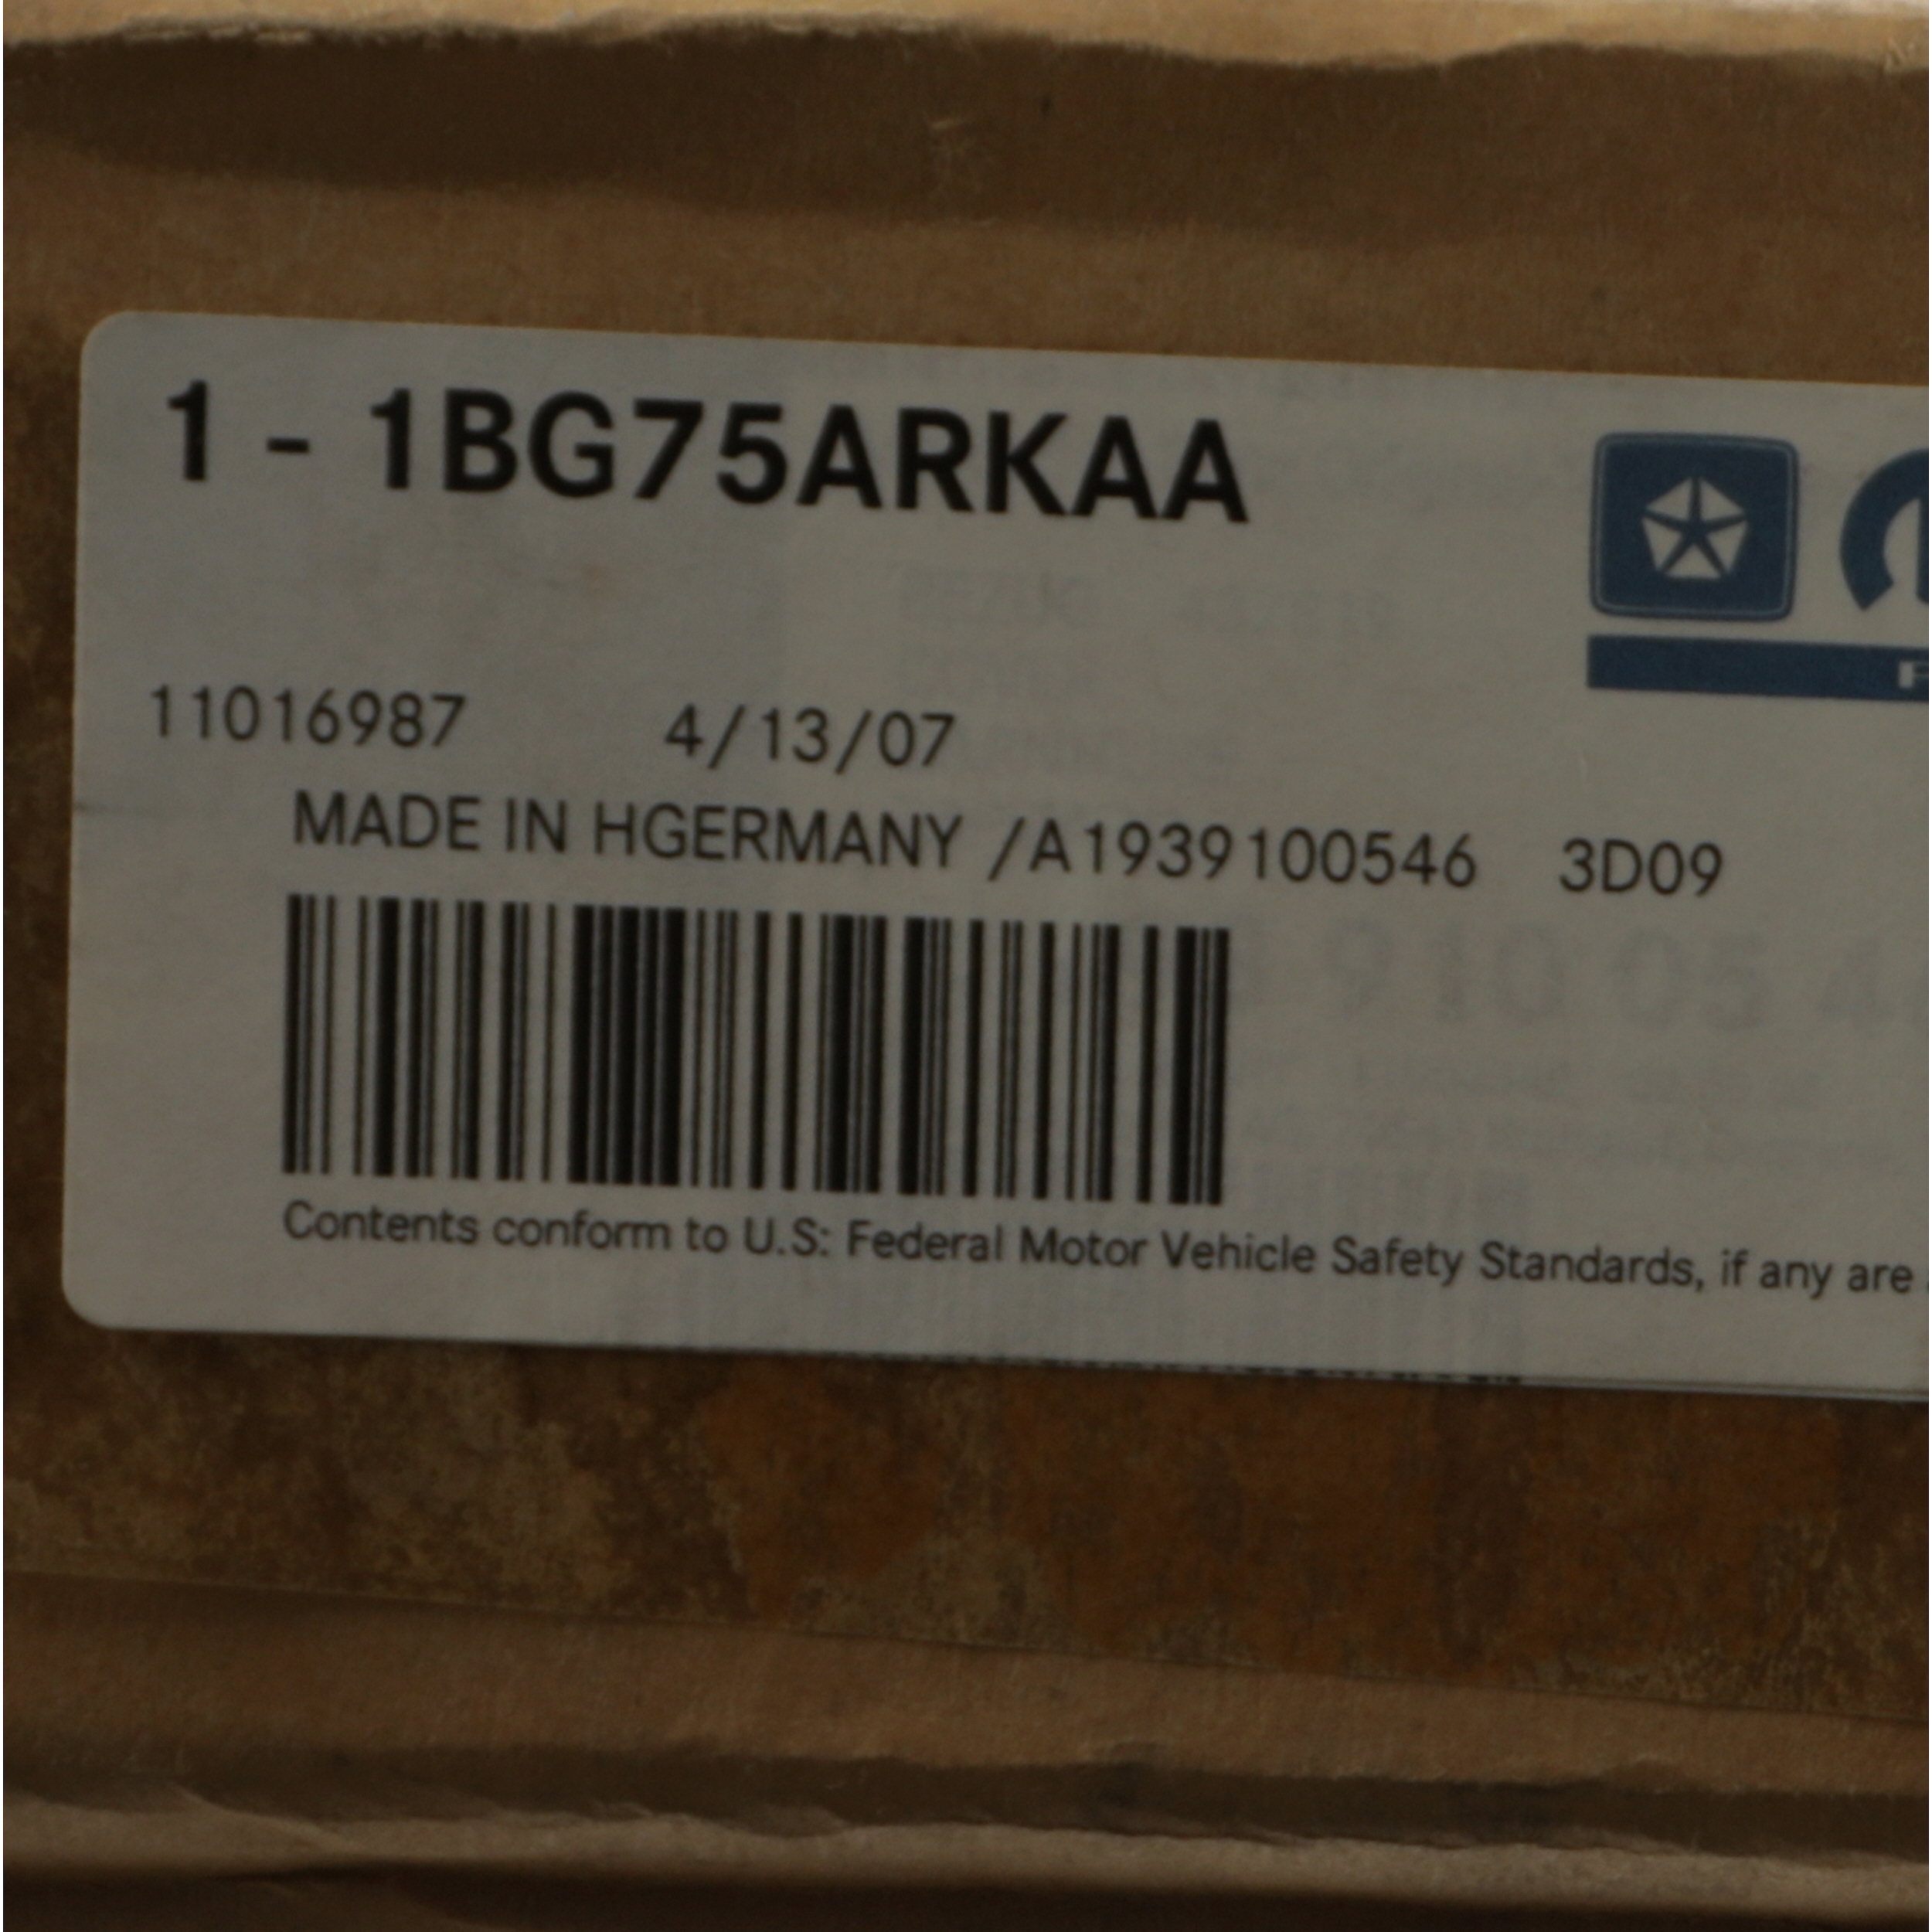 1 - 1BG75ARKAA
11016987 4/13/07
MADE IN HGERMANY /A1939100546 3D09
Contents conform to U.S: Federal Motor Vehicle Safety Standards, if any are